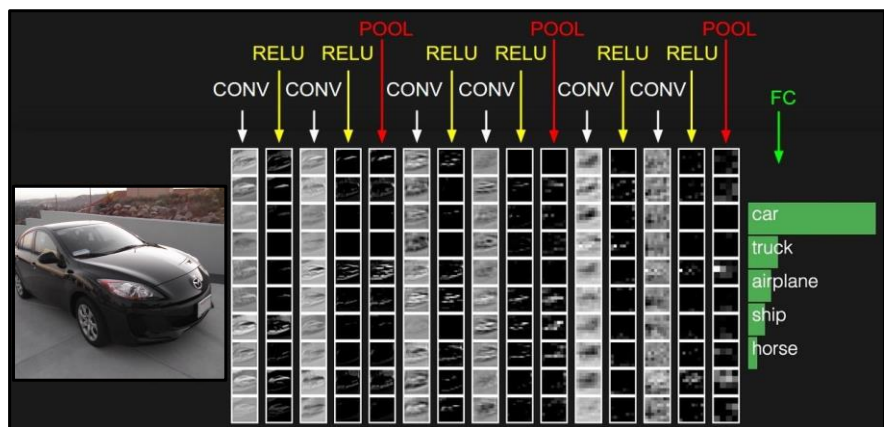 POOL POOL POOL
RELU RELU RELU RELU RELU RELU
CONV CONV CONV CONV CONV CONV
FC
car
truck
airplane
ship
horse